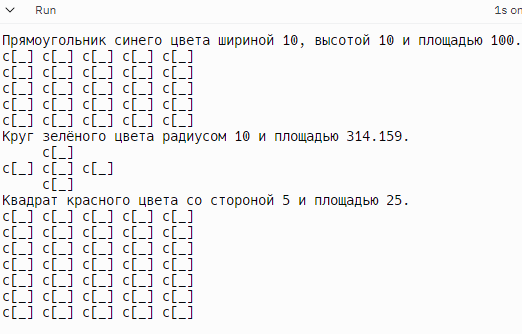 Run
1s on
Прямоугольник синего цвета шириной 10, высотой 10 и площадью 100.
c[_] c[_] c[_] c[_] c[_]
c[_] c[_] c[_] c[_] c[_]
c[_] c[_] c[_] c[_] c[_]
c[_] c[_] c[_] c[_] c[_]
c[_] c[_] c[_] c[_] c[_]
Круг зелёного цвета радиусом 10 и площадью 314.159.
     c[_]
c[_] c[_] c[_]
     c[_]
Квадрат красного цвета со стороной 5 и площадью 25.
c[_] c[_] c[_] c[_] c[_]
c[_] c[_] c[_] c[_] c[_]
c[_] c[_] c[_] c[_] c[_]
c[_] c[_] c[_] c[_] c[_]
c[_] c[_] c[_] c[_] c[_]
c[_] c[_] c[_] c[_] c[_]
c[_] c[_] c[_] c[_] c[_]